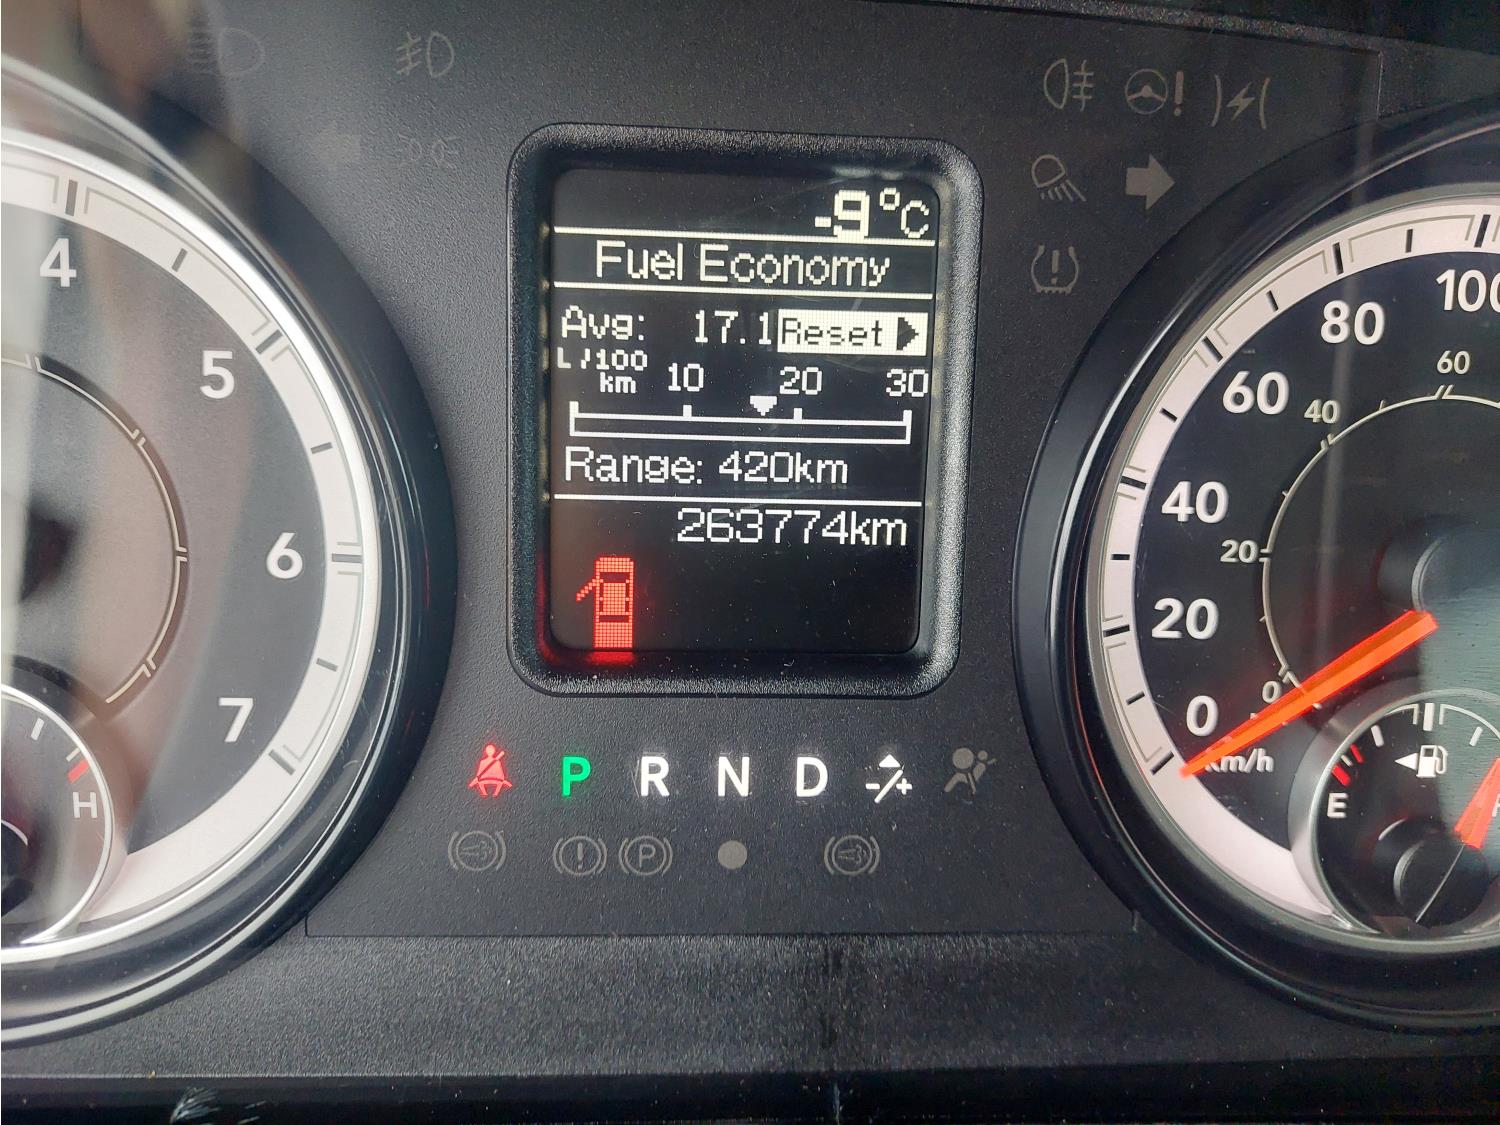 -9°C
Fuel Economy
Avg: 17.1 Reset
L/100
km 10 20 30
Range: 420km
263774km
4
5
6
7
H
P R N D -/+
P
100
80
60
40
20
0
km/h
60
40
20
0
E